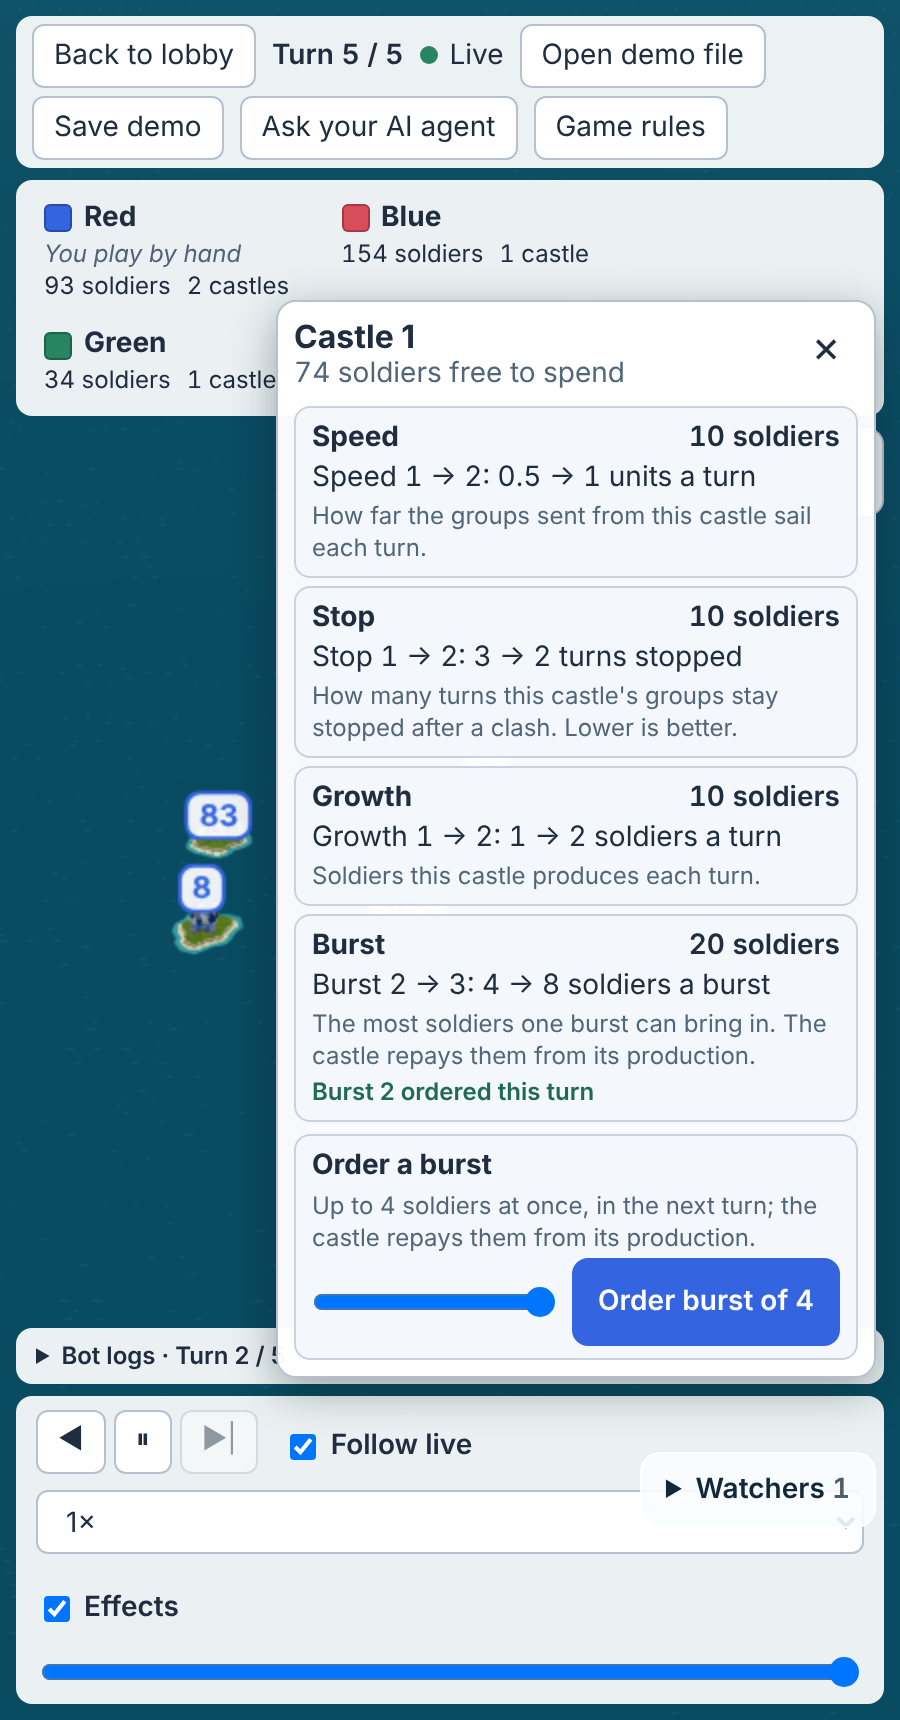 Back to lobby Turn 5 / 5 Live Open demo file
Save demo Ask your AI agent Game rules
Red
You play by hand
93 soldiers 2 castles
Blue
154 soldiers 1 castle
Green
34 soldiers 1 castle
Castle 1
74 soldiers free to spend
Speed 10 soldiers
Speed 1 → 2: 0.5 → 1 units a turn
How far the groups sent from this castle sail
each turn.
Stop 10 soldiers
Stop 1 → 2: 3 → 2 turns stopped
How many turns this castle's groups stay
stopped after a clash. Lower is better.
Growth 10 soldiers
Growth 1 → 2: 1 → 2 soldiers a turn
Soldiers this castle produces each turn.
Burst 20 soldiers
Burst 2 → 3: 4 → 8 soldiers a burst
The most soldiers one burst can bring in. The
castle repays them from its production.
Burst 2 ordered this turn
Order a burst
Up to 4 soldiers at once, in the next turn; the
castle repays them from its production.
Order burst of 4
83
8
Bot logs · Turn 2 / 5
Follow live
Watchers 1
1×
Effects